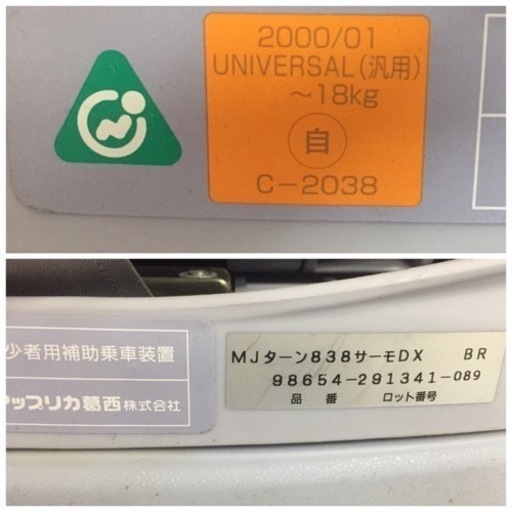 2000/01
UNIVERSAL(汎用)
~18kg
自
C-2038
少者用補助乗車装置
アップリカ葛西株式会社
MJターン838サーモDX BR
98654-291341-089
品 番 ロット番号